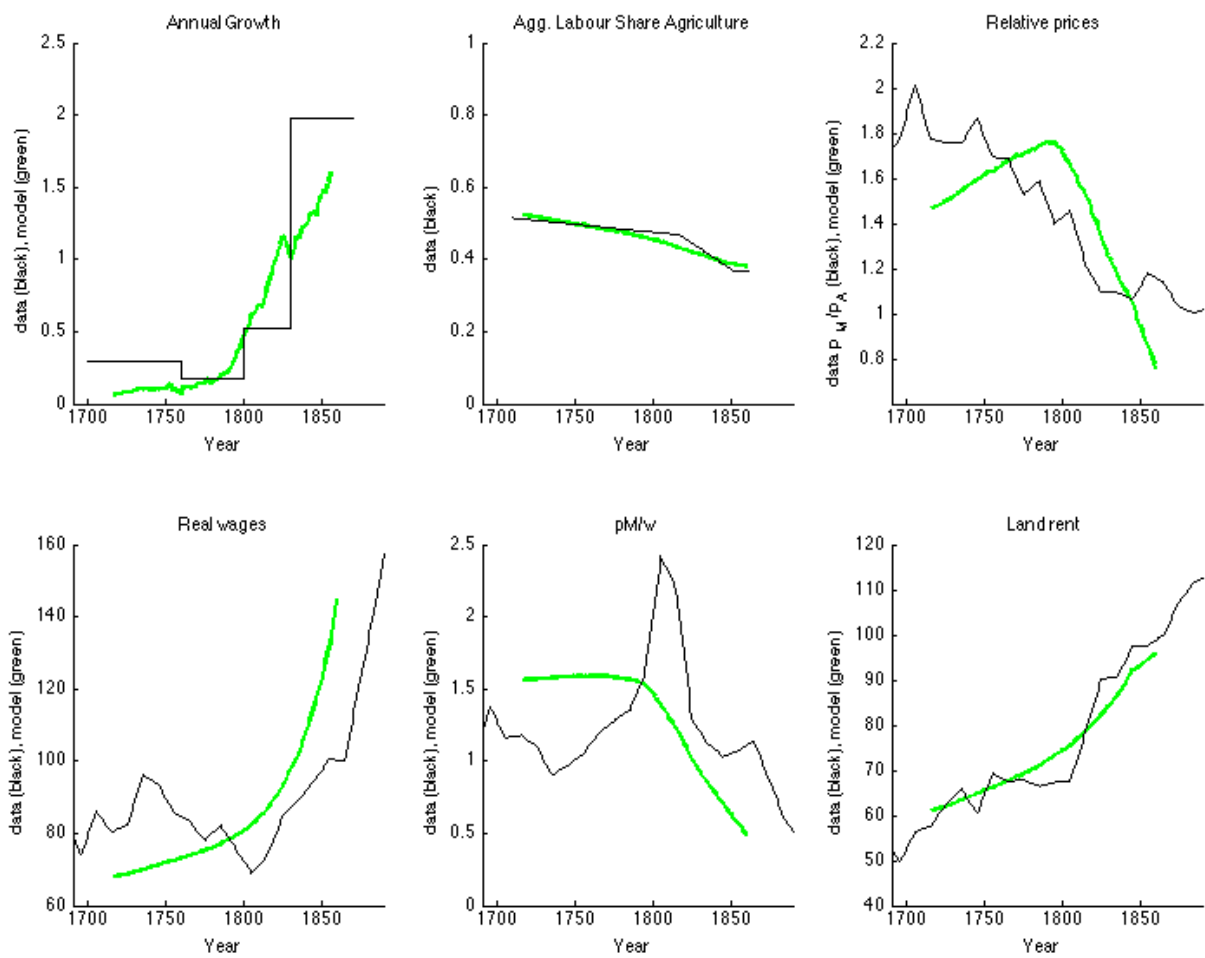 Annual Growth
2.5
2
1.5
1
0.5
0
1700 1750 1800 1850
Year
data (black), model (green)
Agg. Labour Share Agriculture
1
0.8
0.6
0.4
0.2
0
1700 1750 1800 1850
Year
data (black)
Relative prices
2.2
2
1.8
1.6
1.4
1.2
1
0.8
1700 1750 1800 1850
Year
data p M /p A (black), model (green)
Real wages
160
140
120
100
80
60
1700 1750 1800 1850
Year
data (black), model (green)
pM/w
2.5
2
1.5
1
0.5
0
1700 1750 1800 1850
Year
data (black), model (green)
Land rent
120
110
100
90
80
70
60
50
40
1700 1750 1800 1850
Year
data (black), model (green)